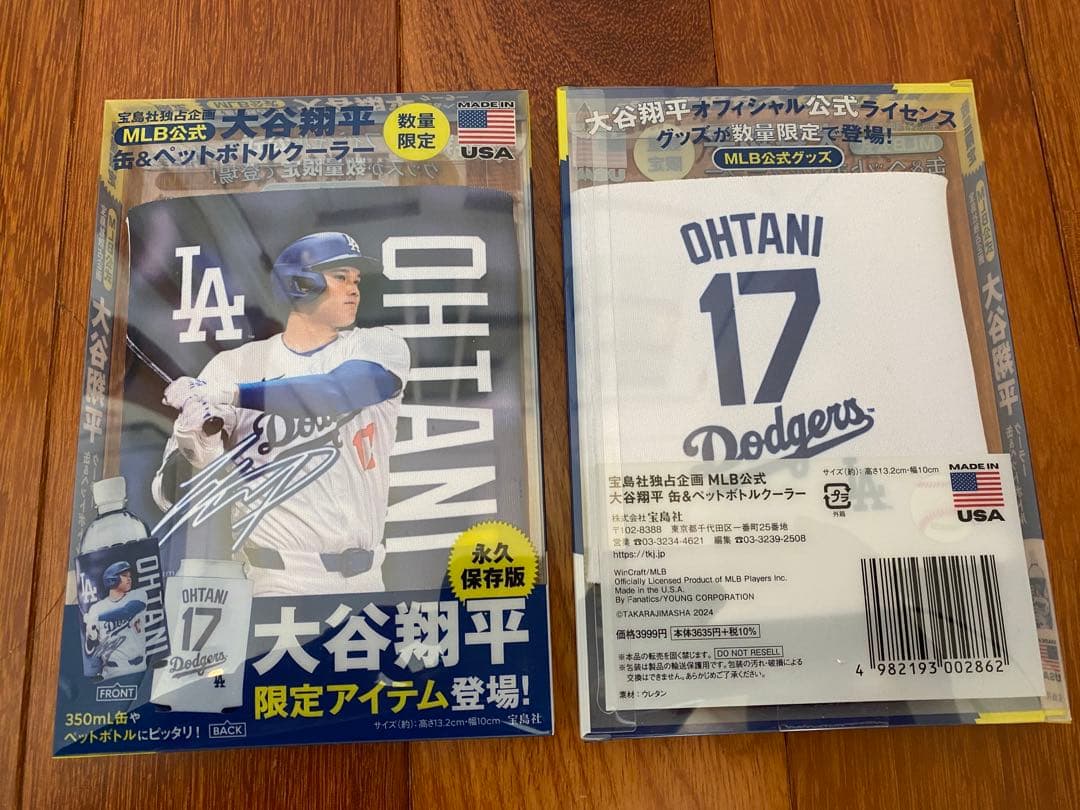 宝島社独占企画
MLB公式 大谷翔平
缶&ペットボトルクーラー
数量
限定
MADE IN
USA
LA
OHTANI
大谷翔平
LA
OHTANI
OHTANI
17
Dodgers
LA
FRONT
BACK
350mL缶や
ペットボトルにピッタリ!
永久
保存版
大谷翔平
限定アイテム登場!
サイズ(約):高さ13.2cm・幅10cm 宝島社
大谷翔平オフィシャル公式ライセンス
グッズが数量限定で登場!
MLB公式グッズ
OHTANI
17
Dodgers
大谷翔平
宝島社独占企画 MLB公式
大谷翔平 缶&ペットボトルクーラー
サイズ(約):高さ13.2cm・幅10cm
プラ
外箱
MADE IN
USA
株式会社 宝島社
〒102-8388 東京都千代田区一番町25番地
営業 ☎03-3234-4621 編集 ☎03-3239-2508
https://tkj.jp
WinCraft/MLB
Officially Licensed Product of MLB Players Inc.
Made in the U.S.A.
By Fanatics/YOUNG CORPORATION
©TAKARAJIMASHA 2024
価格3999円 本体3635円+税10%
※本品の転売を固く禁じます。 DO NOT RESELL
※包装は製品の輸送保護用です。包装の汚れ・破損による
交換はできません。あらかじめご了承ください。
素材:ウレタン
4 982193 002862